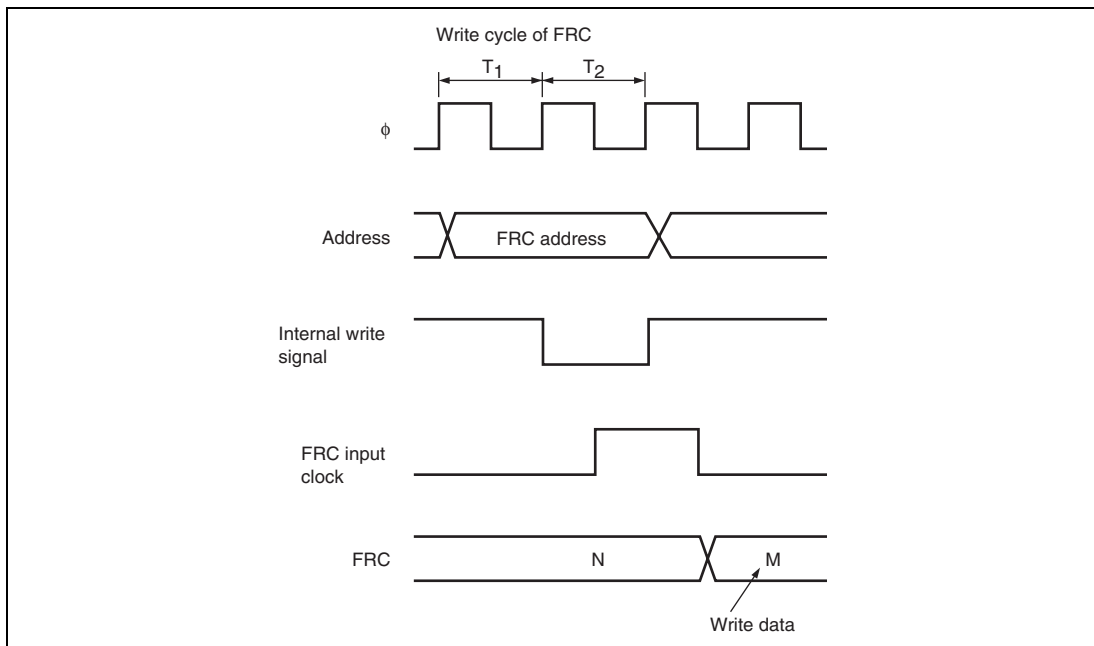 Write cycle of FRC
T1
T2
ϕ
Address
FRC address
Internal write
signal
FRC input
clock
FRC
N
M
Write data